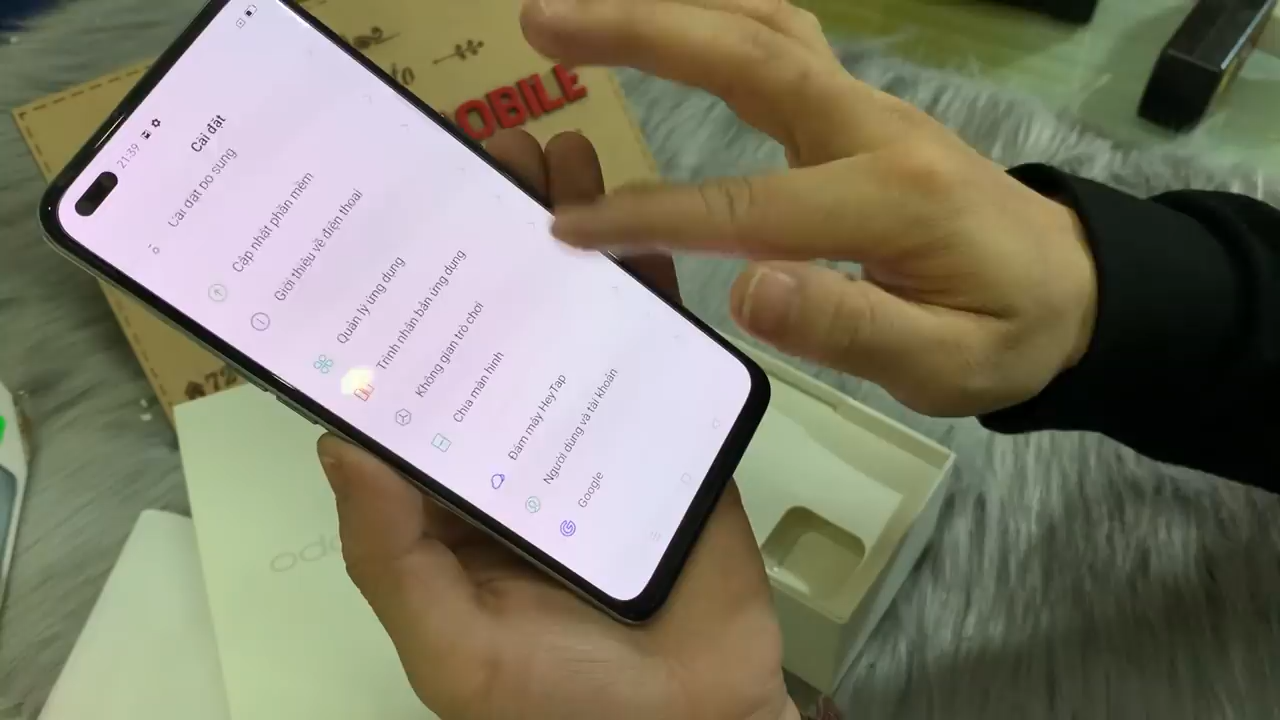 21:39
Cài đặt
Cài đặt bổ sung
Cập nhật phần mềm
Giới thiệu về điện thoại
Quản lý ứng dụng
Trình nhân bản ứng dụng
Không gian trò chơi
Chia màn hình
Đám mây HeyTap
Người dùng và tài khoản
Google
OBILE
72
oppo